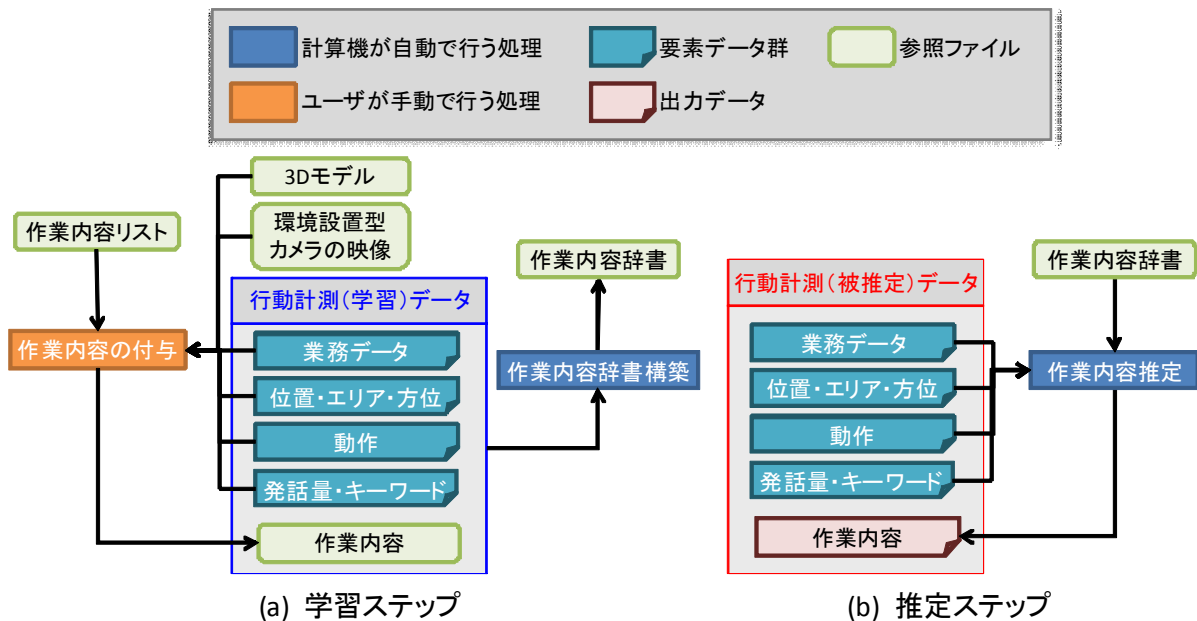 計算機が自動で行う処理
要素データ群
参照ファイル
ユーザが手動で行う処理
出力データ
3Dモデル
環境設置型
カメラの映像
作業内容リスト
作業内容の付与
行動計測(学習)データ
業務データ
位置・エリア・方位
動作
発話量・キーワード
作業内容
作業内容辞書
作業内容辞書構築
(a) 学習ステップ
行動計測(被推定)データ
業務データ
位置・エリア・方位
動作
発話量・キーワード
作業内容
作業内容辞書
作業内容推定
(b) 推定ステップ